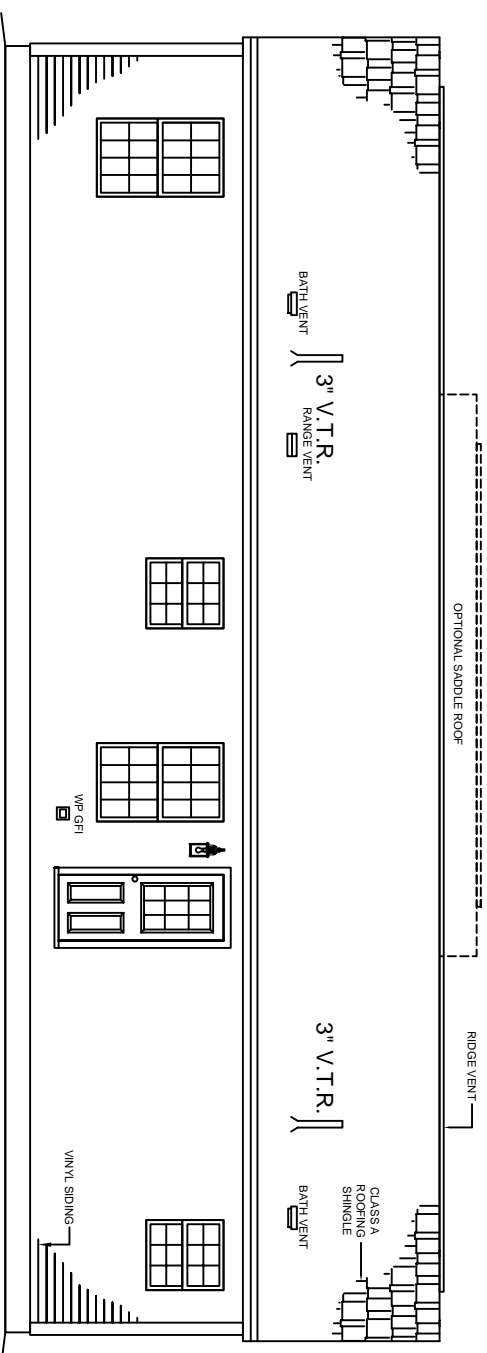 OPTIONAL SADDLE ROOF
RIDGE VENT
CLASS A
ROOFING
SHINGLE
BATH VENT
3" V.T.R.
RANGE VENT
3" V.T.R.
BATH VENT
WP GFI
VINYL SIDING